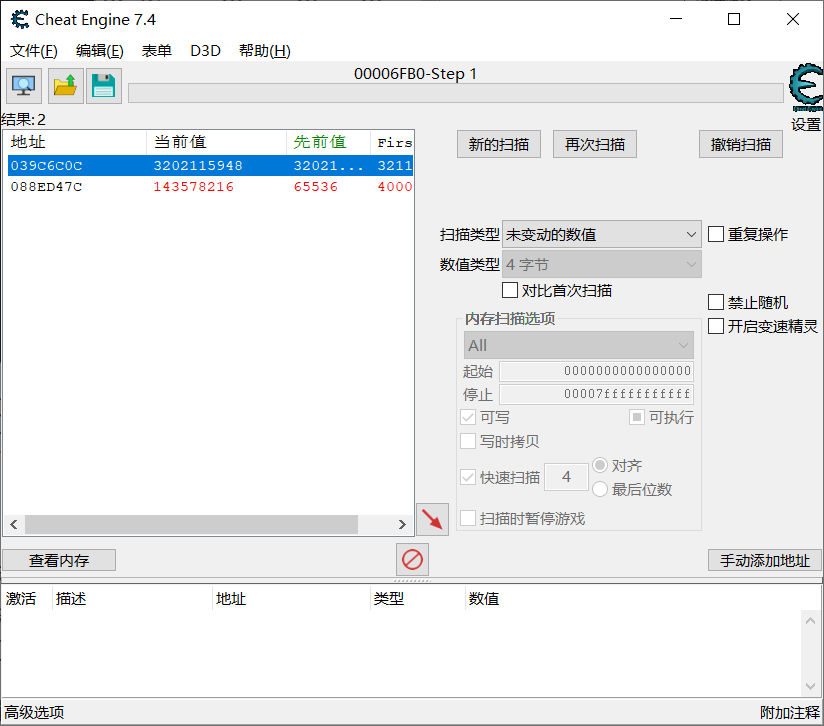 Cheat Engine 7.4
文件(F) 编辑(E) 表单 D3D 帮助(H)
00006FB0-Step 1
设置
结果: 2
地址 当前值 先前值 Firs
039C6C0C 3202115948 32021... 3211
088ED47C 143578216 65536 4000
新的扫描 再次扫描 撤销扫描
扫描类型 未变动的数值 重复操作
数值类型 4 字节
对比首次扫描
禁止随机
开启变速精灵
内存扫描选项
All
起始 0000000000000000
停止 00007fffffffffff
可写 可执行
写时拷贝
快速扫描 4 对齐
最后位数
扫描时暂停游戏
查看内存 手动添加地址
激活 描述 地址 类型 数值
高级选项 附加注释